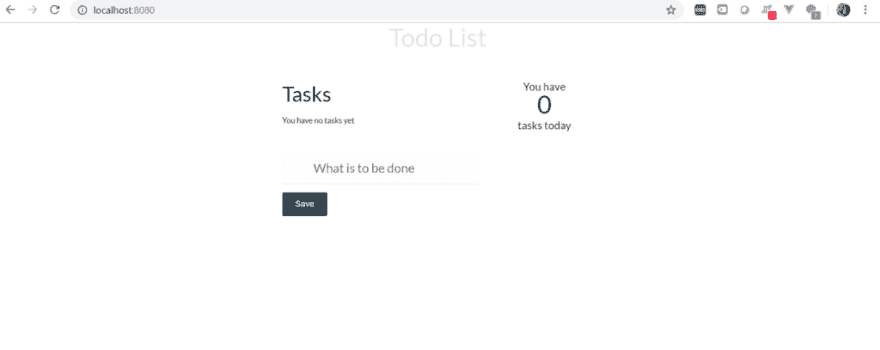 localhost:8080
Todo List
Tasks
You have no tasks yet
What is to be done
Save
You have
0
tasks today